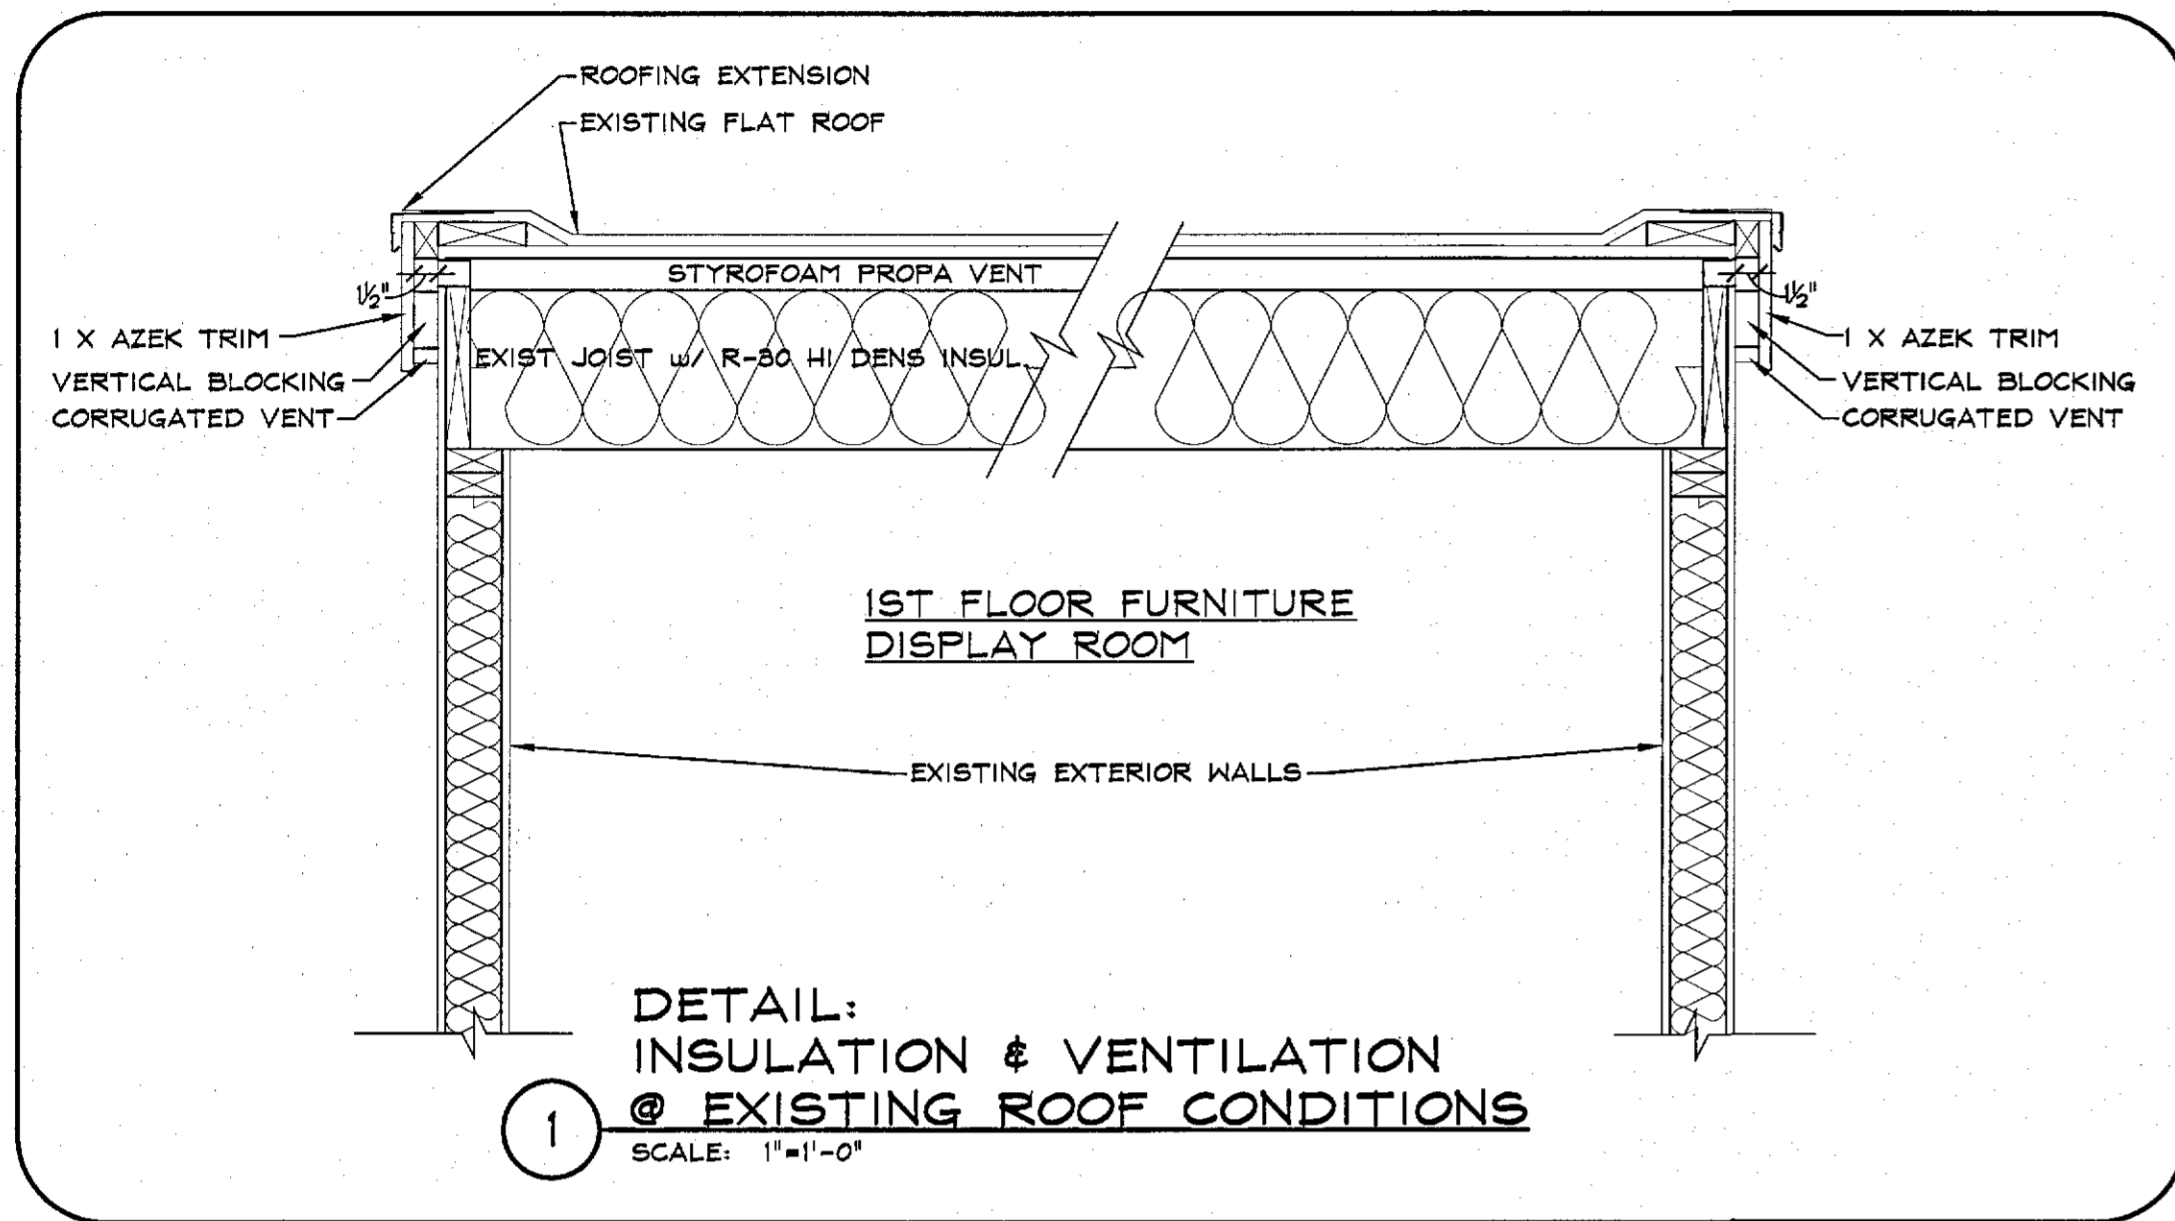 ROOFING EXTENSION
EXISTING FLAT ROOF
STYROFOAM PROPA VENT
1½"
1½"
1 X AZEK TRIM
VERTICAL BLOCKING
CORRUGATED VENT
EXIST JOIST w/ R-30 HI DENS INSUL.
1 X AZEK TRIM
VERTICAL BLOCKING
CORRUGATED VENT
1ST FLOOR FURNITURE
DISPLAY ROOM
EXISTING EXTERIOR WALLS
DETAIL:
INSULATION & VENTILATION
@ EXISTING ROOF CONDITIONS
1
SCALE: 1"=1'-0"